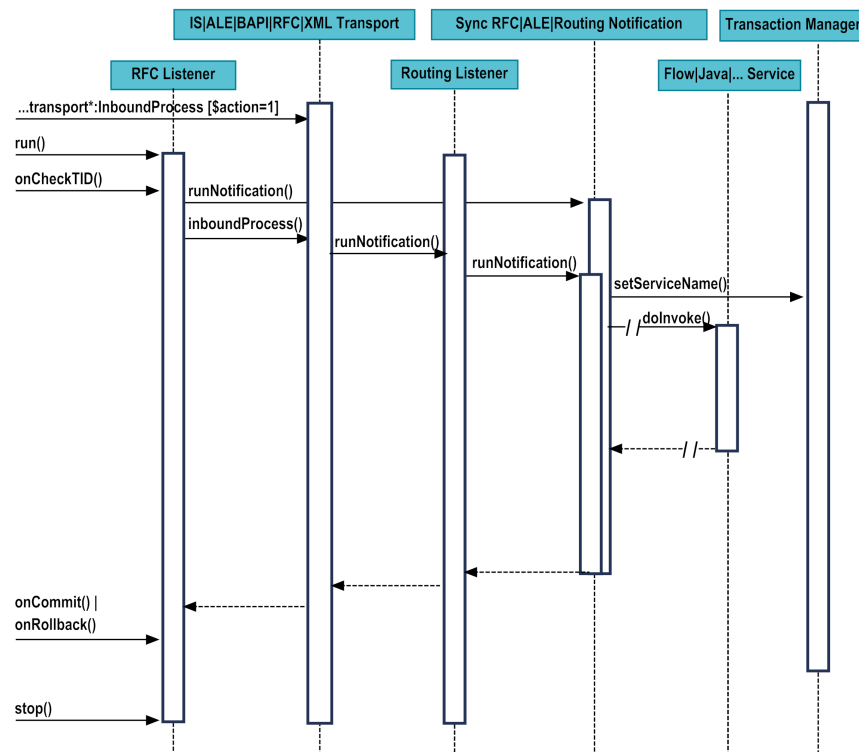 IS|ALE|BAPI|RFC|XML Transport
Sync RFC|ALE|Routing Notification
Transaction Manager
RFC Listener
Routing Listener
Flow|Java|... Service
...transport*:InboundProcess [$action=1]
run()
onCheckTID()
runNotification()
inboundProcess()
runNotification()
runNotification()
setServiceName()
doInvoke()
onCommit() |
onRollback()
stop()